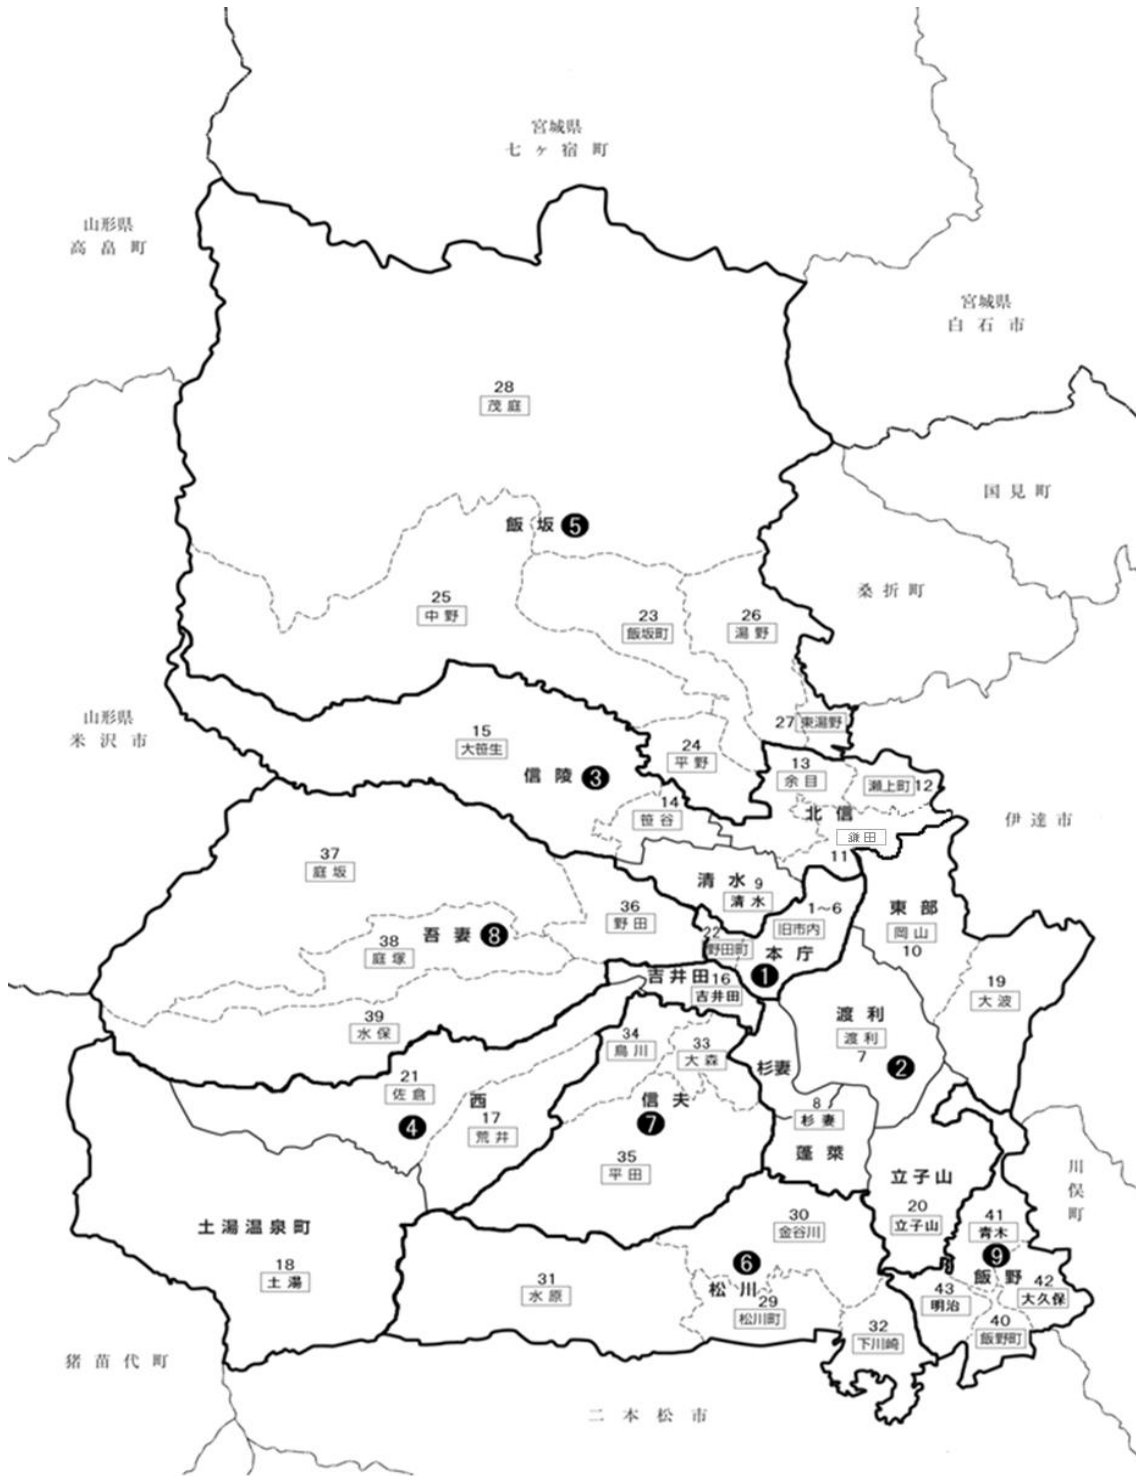 宮城県
七ヶ宿町
山形県
高畠町
宮城県
白石市
28
茂庭
国見町
飯坂 5
桑折町
25
中野
23
飯坂町
26
湯野
山形県
米沢市
15
大笹生
信陵 3
27 東湯野
24
平野
13
余目
瀬上町 12
14
笹谷
北信
鎌田
11
伊達市
37
庭坂
清水 9
清水
36
野田
1~6
旧市内
東部
岡山
10
吾妻 8
38
庭塚
22
野田町
本庁
1
吉井田 16
吉井田
19
大波
39
水保
34
鳥川
33
大森
渡利
渡利
7
2
杉妻
21
佐倉
4
西
17
荒井
信夫
7
8
杉妻
蓬莱
35
平田
立子山
20
立子山
川俣町
土湯温泉町
18
土湯
30
金谷川
41
青木
9
飯野
31
水原
6
松川
29
松川町
43
明治
42
大久保
40
飯野町
32
下川崎
猪苗代町
二本松市